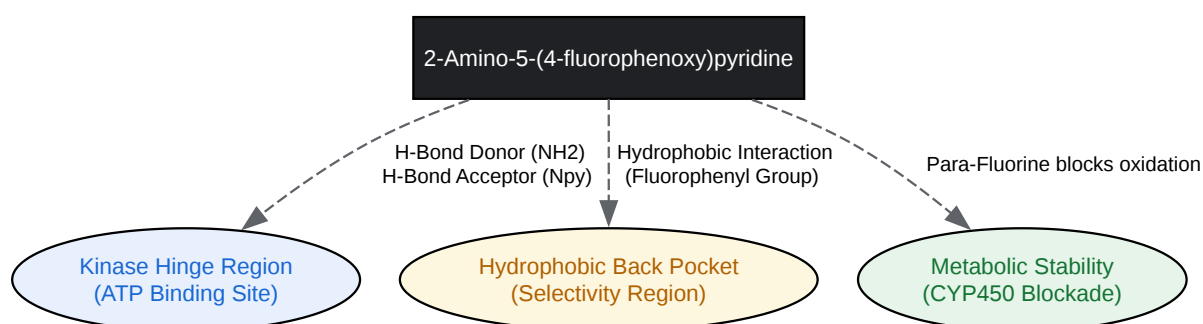 2-Amino-5-(4-fluorophenoxy)pyridine
H-Bond Donor (NH2)
H-Bond Acceptor (Npy)
Hydrophobic Interaction
(Fluorophenyl Group)
Para-Fluorine blocks oxidation
Kinase Hinge Region
(ATP Binding Site)
Hydrophobic Back Pocket
(Selectivity Region)
Metabolic Stability
(CYP450 Blockade)